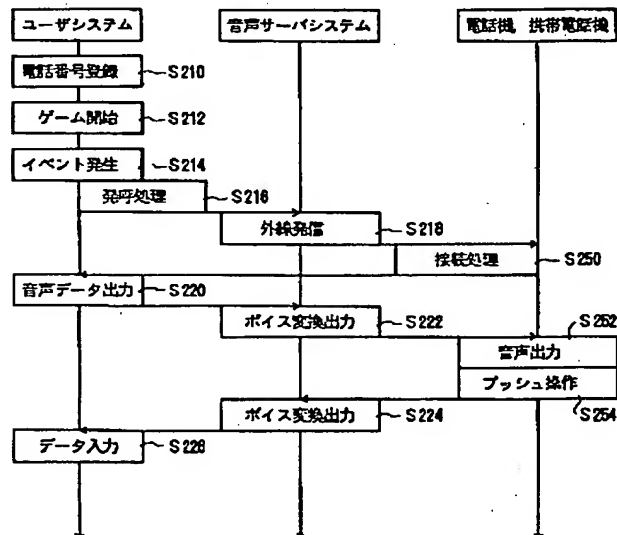 ユーザシステム
音声サーバシステム
電話機、携帯電話機
電話番号登録
S210
ゲーム開始
S212
イベント発生
S214
発呼処理
S216
外線発信
S218
接装処理
S250
音声データ出力
S220
ボイス変換出力
S222
S252
音声出力
プッシュ操作
S254
ボイス変換出力
S224
データ入力
S226